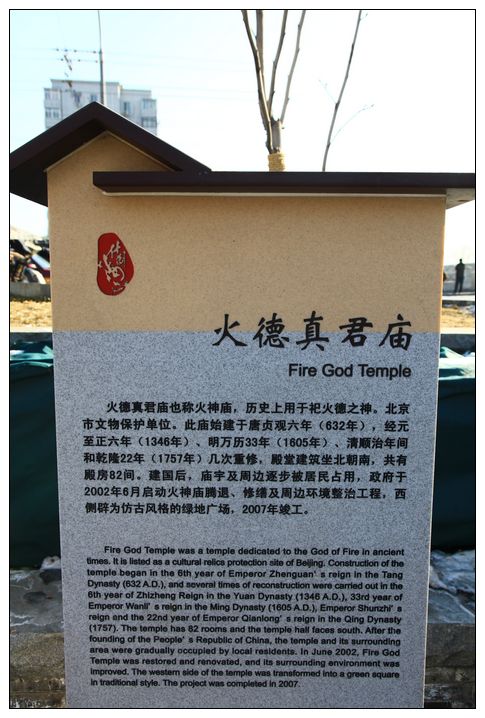 火德真君庙
Fire God Temple
火德真君庙也称火神庙，历史上用于祀火德之神。北京
市文物保护单位。此庙始建于唐贞观六年（632年），经元
至正六年（1346年）、明万历33年（1605年）、清顺治年间
和乾隆22年（1757年）几次重修，殿堂建筑坐北朝南，共有
殿房82间。建国后，庙宇及周边逐步被居民占用，政府于
2002年6月启动火神庙腾退、修缮及周边环境整治工程，西
侧辟为仿古风格的绿地广场，2007年竣工。
Fire God Temple was a temple dedicated to the God of Fire in ancient
times. It is listed as a cultural relics protection site of Beijing. Construction of the
temple began in the 6th year of Emperor Zhenguan's reign in the Tang
Dynasty (632 A.D.), and several times of reconstruction were carried out in the
6th year of Zhizheng Reign in the Yuan Dynasty (1346 A.D.), 33rd year of
Emperor Wanli's reign in the Ming Dynasty (1605 A.D.), Emperor Shunzhi's
reign and the 22nd year of Emperor Qianlong's reign in the Qing Dynasty
(1757). The temple has 82 rooms and the temple half faces south. After the
founding of the People's Republic of China, the temple and its surrounding
area were gradually occupied by local residents. In June 2002, Fire God
Temple was restored and renovated, and its surrounding environment was
improved. The western side of the temple was transformed into a green square
in traditional style. The project was completed in 2007.